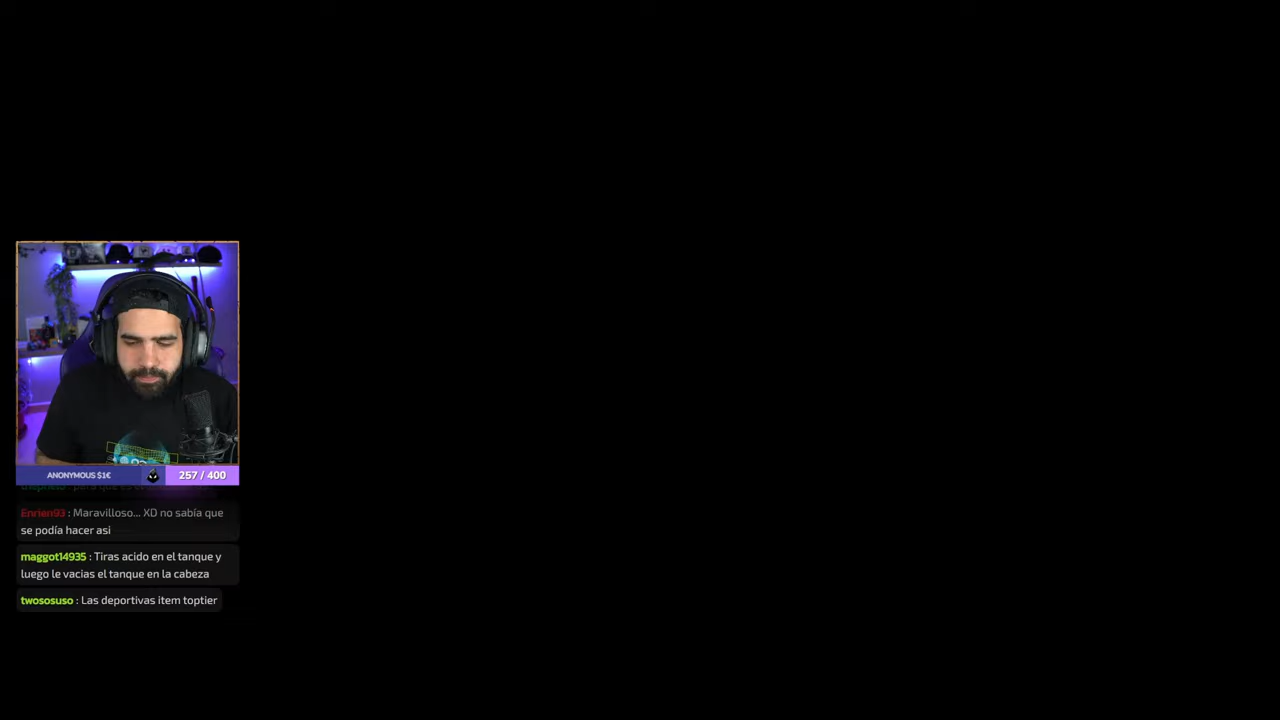 ANONYMOUS $1€
257 / 400
Enrien93 : Maravilloso... XD no sabía que
se podía hacer asi
maggot14935 : Tiras acido en el tanque y
luego le vacias el tanque en la cabeza
twososuso : Las deportivas item toptier